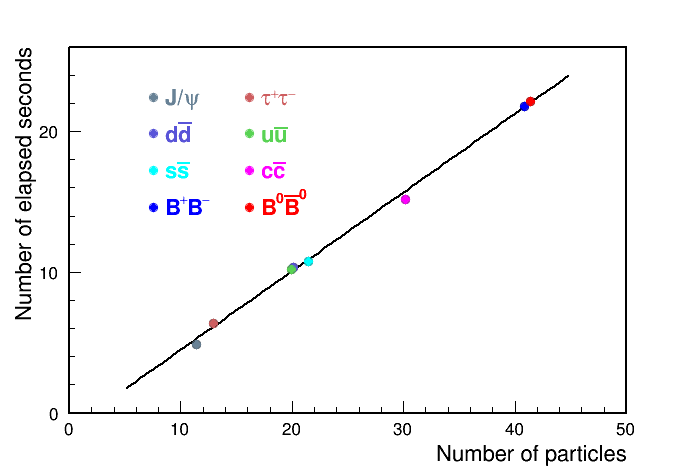 Number of elapsed seconds
20
10
0
J/ψ τ⁺τ⁻
dd̅ uu̅
ss̅ cc̅
B⁺B⁻ B⁰B̅⁰
0 10 20 30 40 50
Number of particles